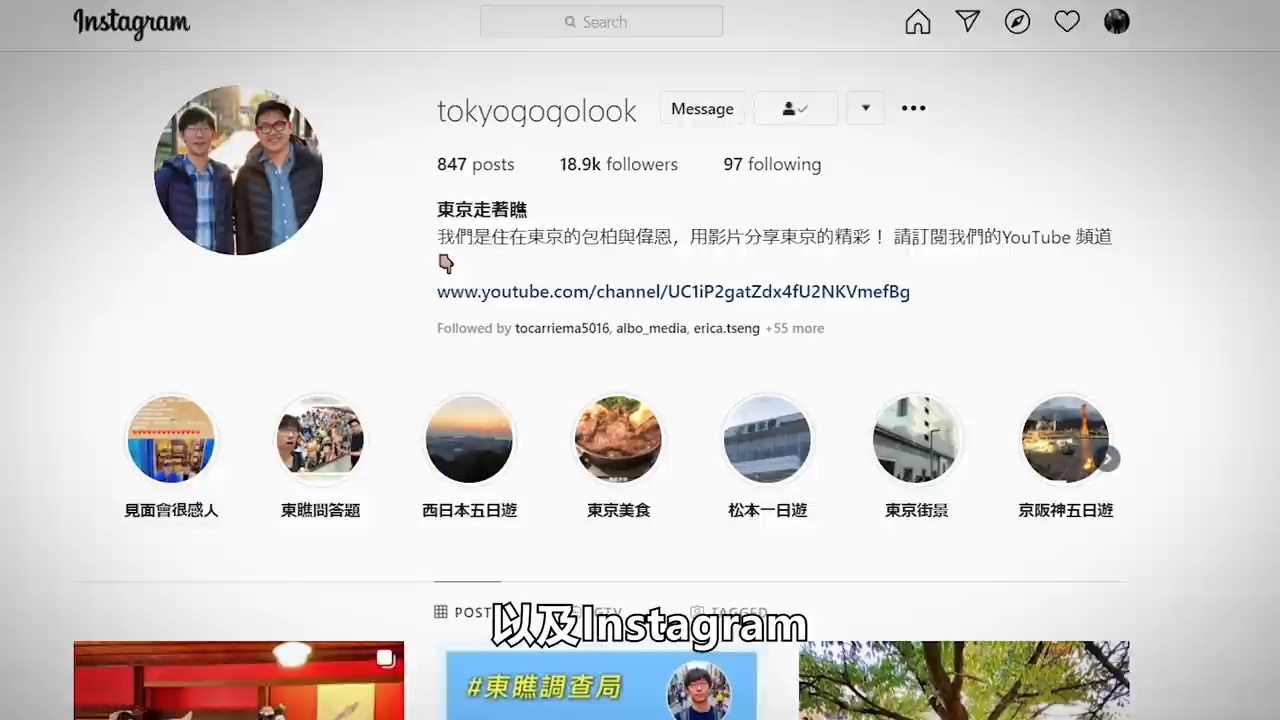 Instagram
Search
tokyogogolook
Message
847 posts
18.9k followers
97 following
東京走著瞧
我們是住在東京的包柏與偉恩，用影片分享東京的精彩！ 請訂閱我們的YouTube 頻道
www.youtube.com/channel/UC1iP2gatZdx4fU2NKVmefBg
Followed by tocarriema5016, albo_media, erica.tseng +55 more
見面會很感人
東瞧問答題
西日本五日遊
東京美食
松本一日遊
東京街景
京阪神五日遊
POST
IGTV
TAGGED
以及Instagram
#東瞧調查局